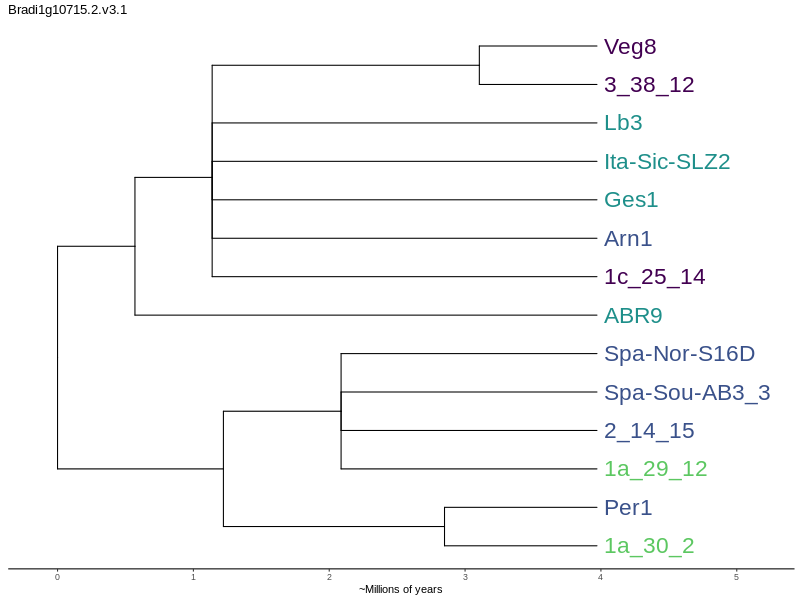 Bradi1g10715.2.v3.1
Veg8
3_38_12
Lb3
Ita-Sic-SLZ2
Ges1
Arn1
1c_25_14
ABR9
Spa-Nor-S16D
Spa-Sou-AB3_3
2_14_15
1a_29_12
Per1
1a_30_2
0 1 2 3 4 5
~Millions of years